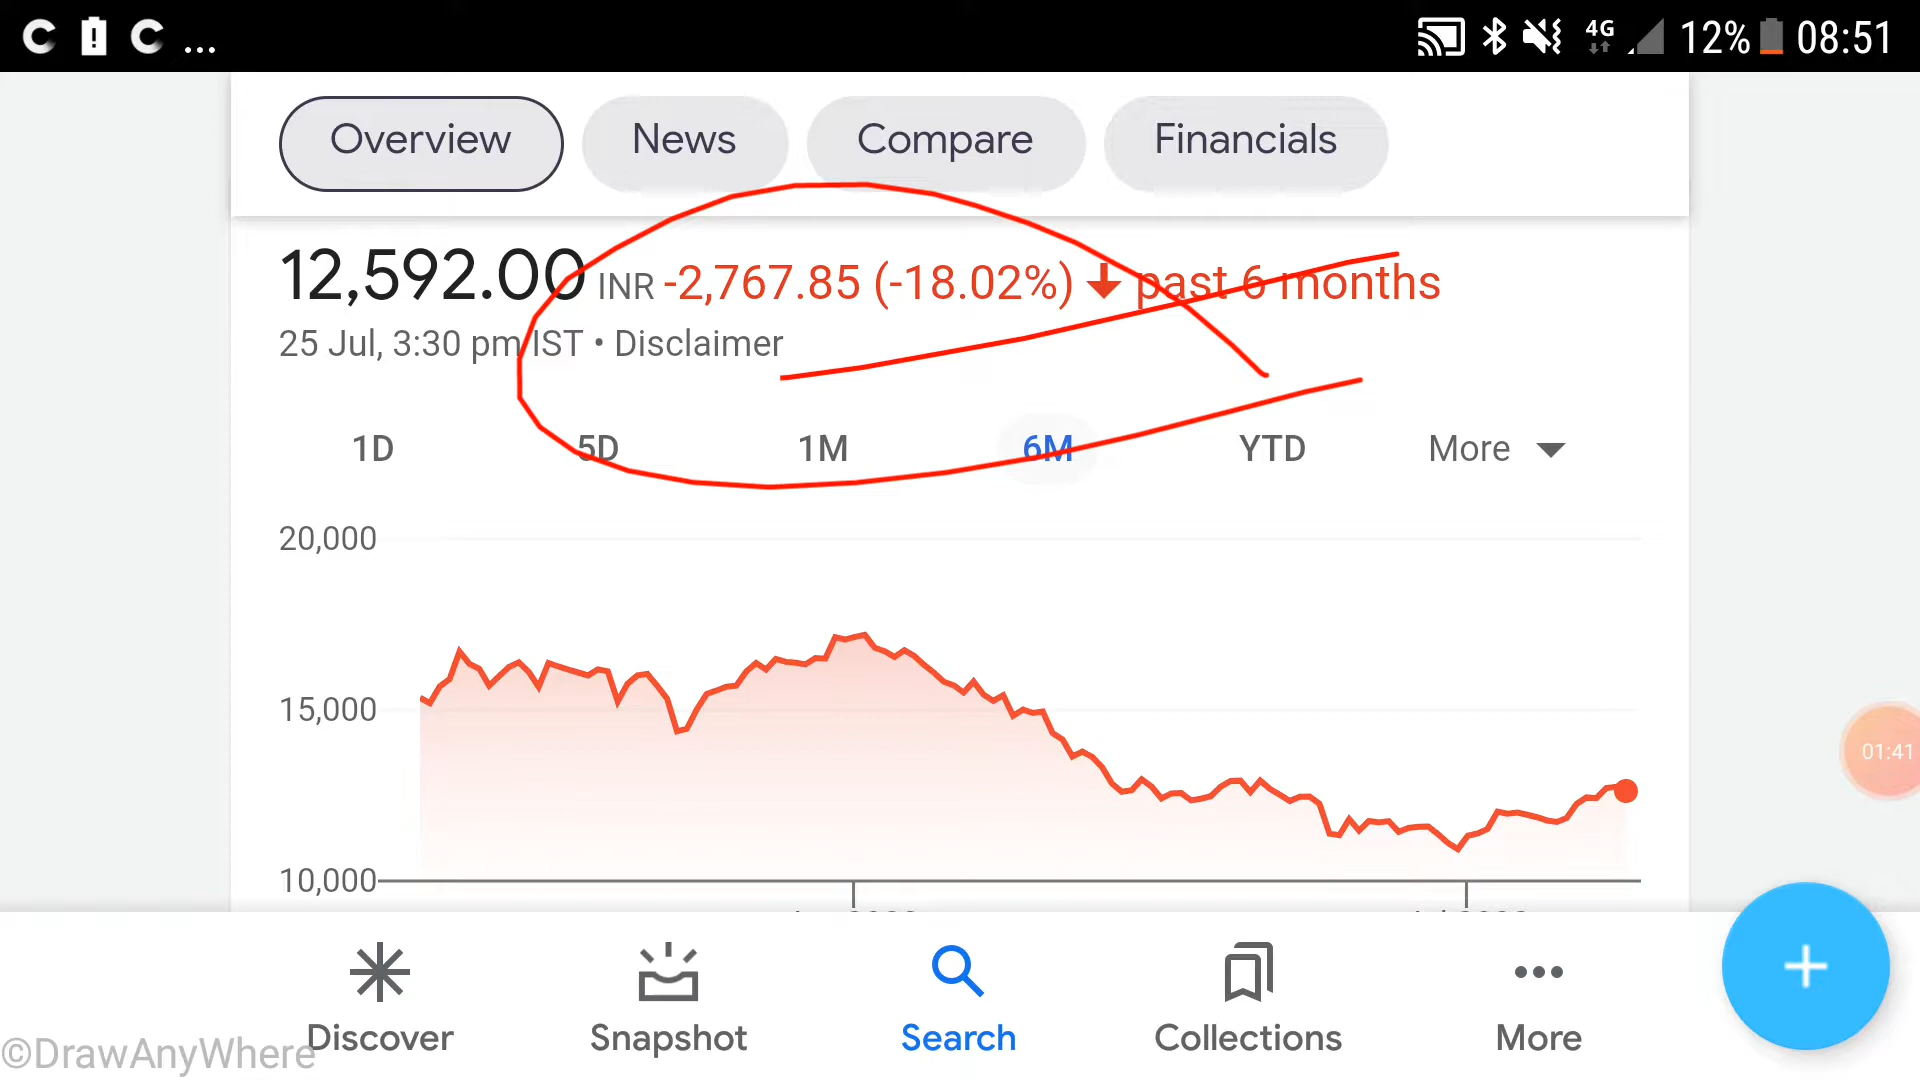 4G 12% 08:51
Overview News Compare Financials
12,592.00 INR -2,767.85 (-18.02%) past 6 months
25 Jul, 3:30 pm IST • Disclaimer
1D 5D 1M 6M YTD More
20,000
15,000
10,000
01:41
Discover Snapshot Search Collections More
©DrawAnyWhere